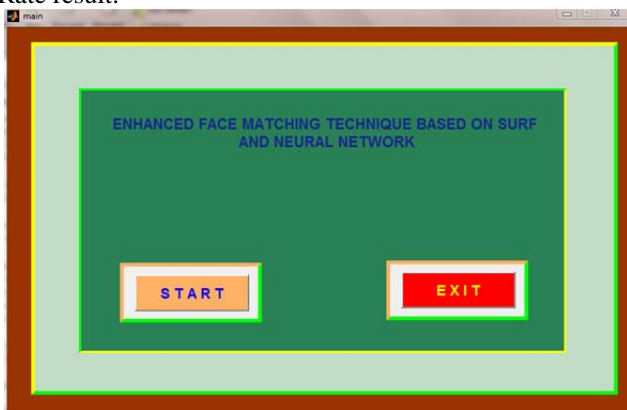 Rate result.
main
ENHANCED FACE MATCHING TECHNIQUE BASED ON SURF
AND NEURAL NETWORK
START
EXIT